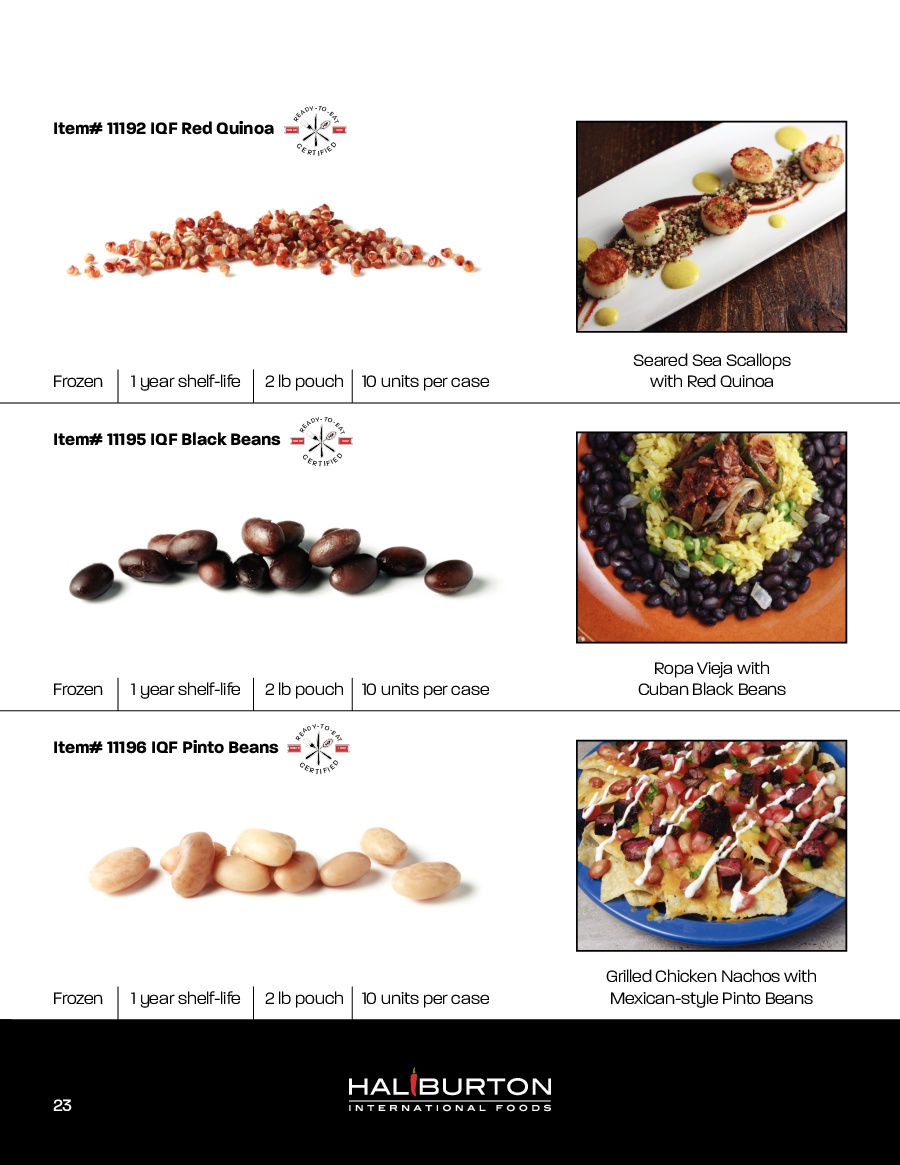 Item# 11192 IQF Red Quinoa
READY-TO-EAT
CERTIFIED
Seared Sea Scallops
with Red Quinoa
Frozen
1 year shelf-life
2 lb pouch
10 units per case
Item# 11195 IQF Black Beans
READY-TO-EAT
CERTIFIED
Ropa Vieja with
Cuban Black Beans
Frozen
1 year shelf-life
2 lb pouch
10 units per case
Item# 11196 IQF Pinto Beans
READY-TO-EAT
CERTIFIED
Grilled Chicken Nachos with
Mexican-style Pinto Beans
Frozen
1 year shelf-life
2 lb pouch
10 units per case
23
HALIBURTON
INTERNATIONAL FOODS